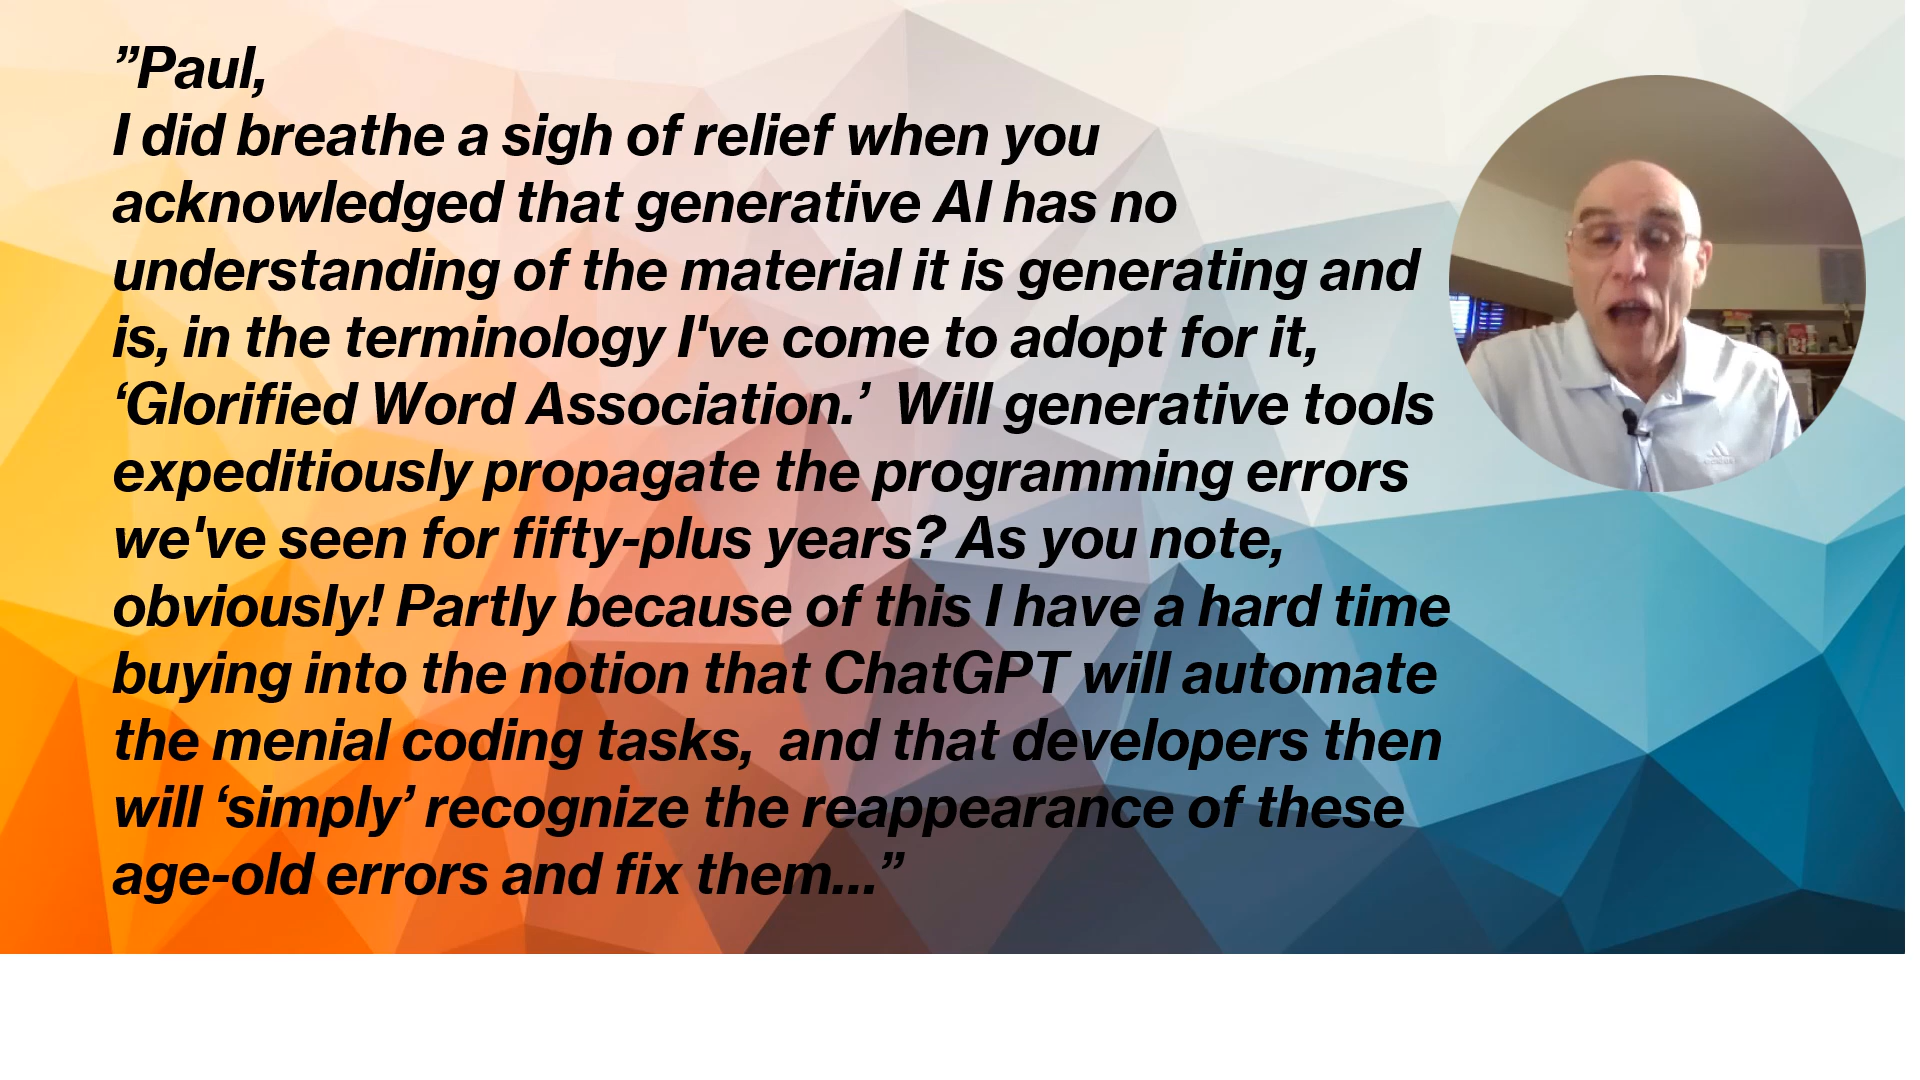 ”Paul,
I did breathe a sigh of relief when you
acknowledged that generative AI has no
understanding of the material it is generating and
is, in the terminology I've come to adopt for it,
‘Glorified Word Association.’  Will generative tools
expeditiously propagate the programming errors
we've seen for fifty-plus years? As you note,
obviously! Partly because of this I have a hard time
buying into the notion that ChatGPT will automate
the menial coding tasks,  and that developers then
will ‘simply’ recognize the reappearance of these
age-old errors and fix them...”